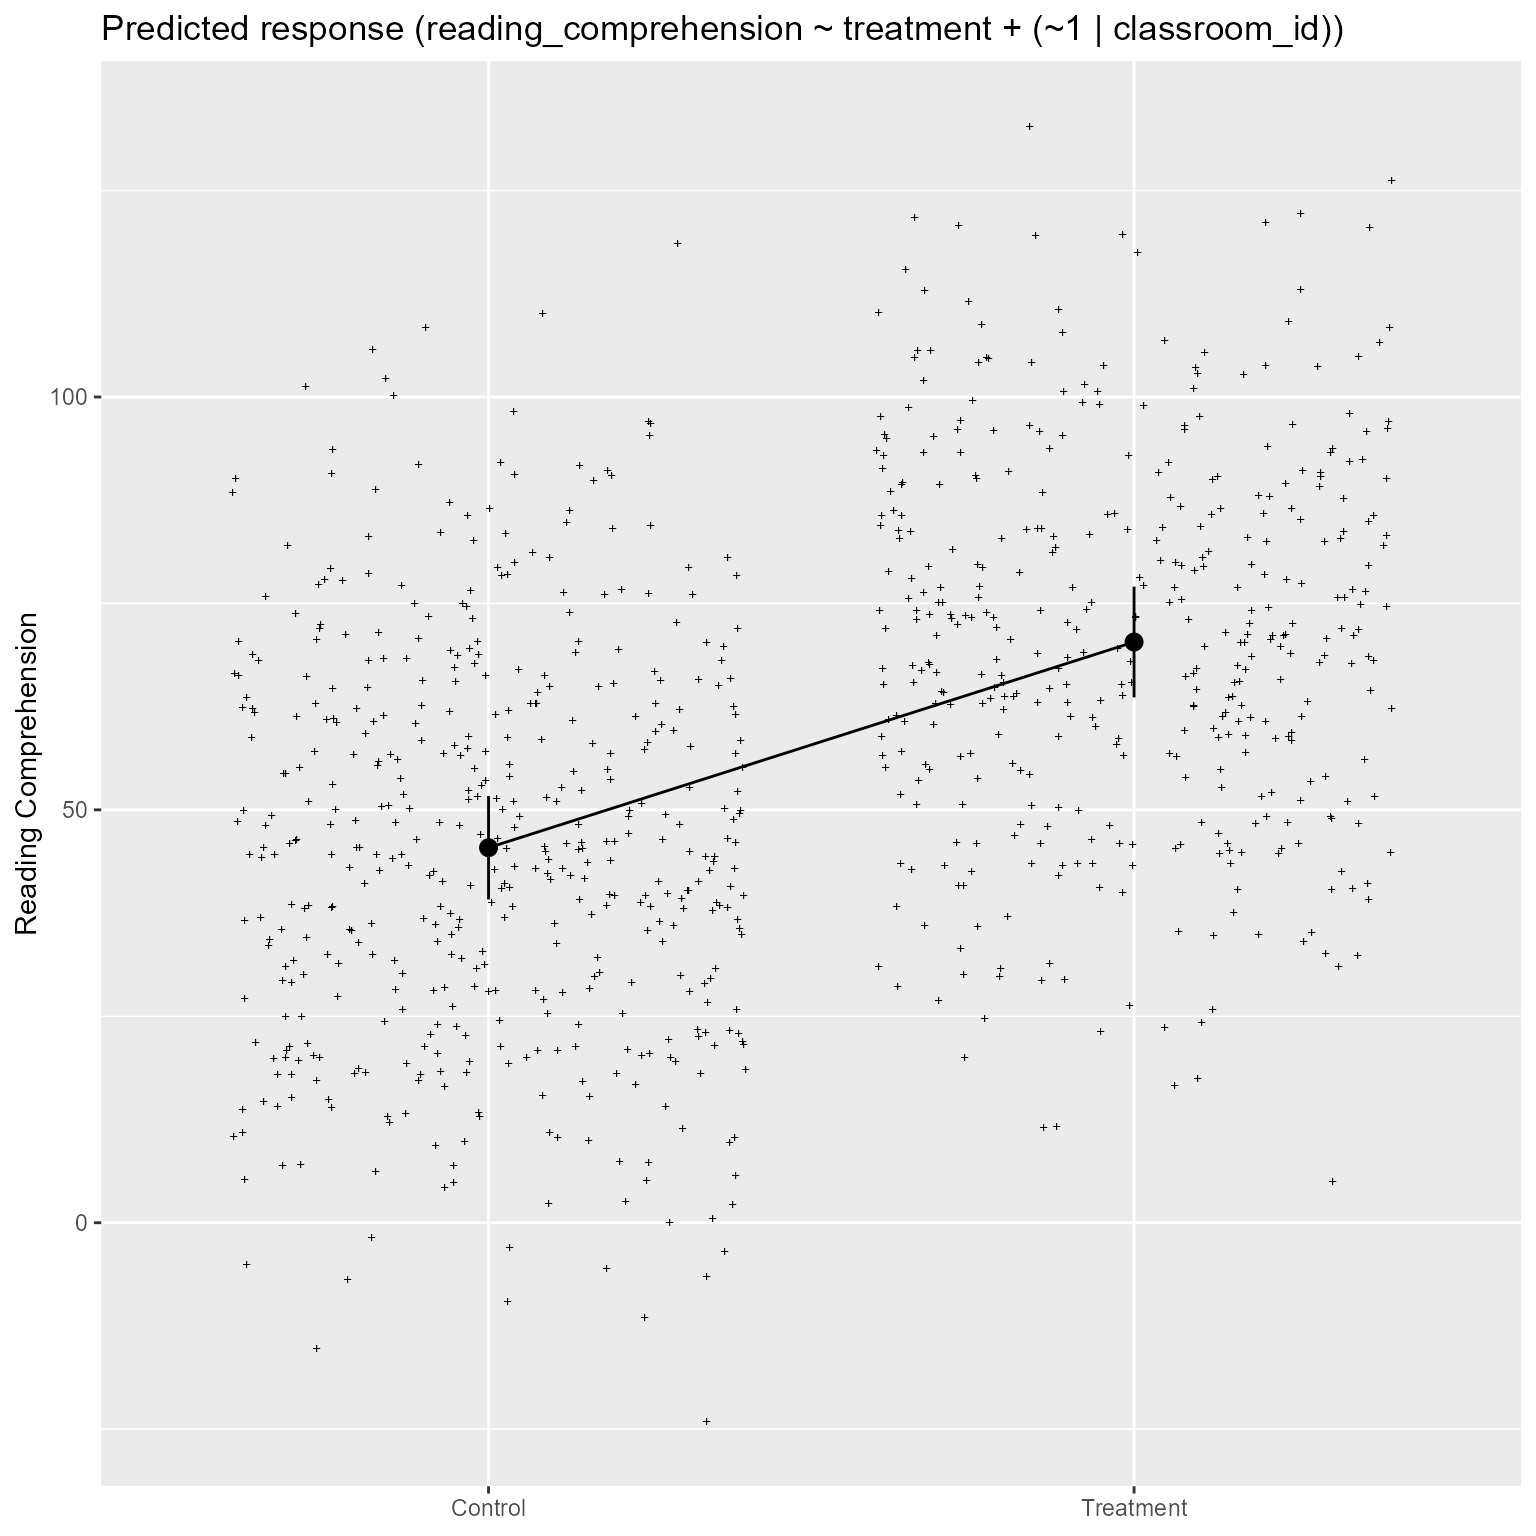 Predicted response (reading_comprehension ~ treatment + (~1 | classroom_id))
Reading Comprehension
100
50
0
Control
Treatment